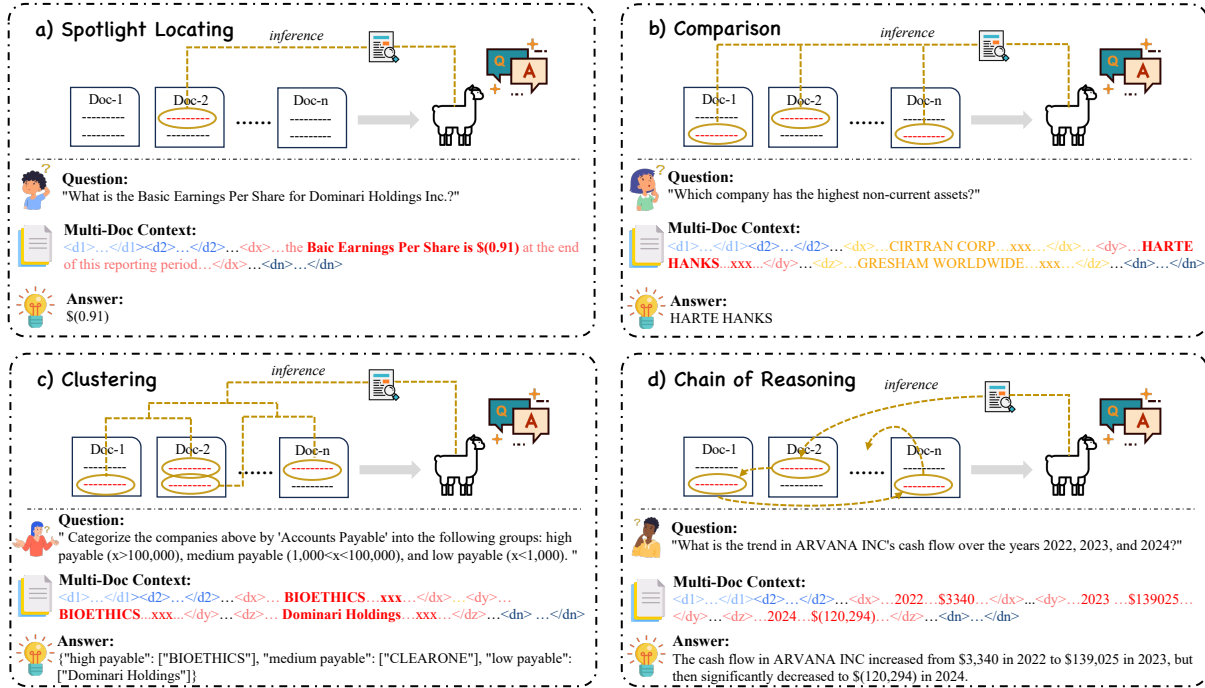 a) Spotlight Locating
inference
Q
A
Doc-1
Doc-2
Doc-n
......
Question:
"What is the Basic Earnings Per Share for Dominari Holdings Inc.?"
Multi-Doc Context:
<d1>…</d1><d2>…</d2>…<dx>…the Baic Earnings Per Share is $(0.91) at the end
of this reporting period…</dx>…<dn>…</dn>
Answer:
$(0.91)
b) Comparison
inference
Q
A
Doc-1
Doc-2
Doc-n
......
Question:
"Which company has the highest non-current assets?"
Multi-Doc Context:
<d1>…</d1><d2>…</d2>…<dx>…CIRTRAN CORP…xxx…</dx>…<dy>…HARTE
HANKS...xxx...</dy>…<dz>…GRESHAM WORLDWIDE…xxx…</dz>…<dn>…</dn>
Answer:
HARTE HANKS
c) Clustering
inference
Q
A
Doc-1
Doc-2
Doc-n
......
Question:
" Categorize the companies above by 'Accounts Payable' into the following groups: high
payable (x>100,000), medium payable (1,000<x<100,000), and low payable (x<1,000). "
Multi-Doc Context:
<d1>…</d1><d2>…</d2>…<dx>… BIOETHICS…xxx…</dx>…<dy>…
BIOETHICS...xxx...</dy>…<dz>… Dominari Holdings…xxx…</dz>…<dn> …</dn>
Answer:
{"high payable": ["BIOETHICS"], "medium payable": ["CLEARONE"], "low payable":
["Dominari Holdings"]}
d) Chain of Reasoning
inference
Q
A
Doc-1
Doc-2
Doc-n
......
Question:
"What is the trend in ARVANA INC's cash flow over the years 2022, 2023, and 2024?"
Multi-Doc Context:
<d1>…</d1><d2>…</d2>…<dx>…2022…$3340…</dx>...<dy>…2023 …$139025…
</dy>…<dz>…2024…$(120,294)…</dz>…<dn>…</dn>
Answer:
The cash flow in ARVANA INC increased from $3,340 in 2022 to $139,025 in 2023, but
then significantly decreased to $(120,294) in 2024.